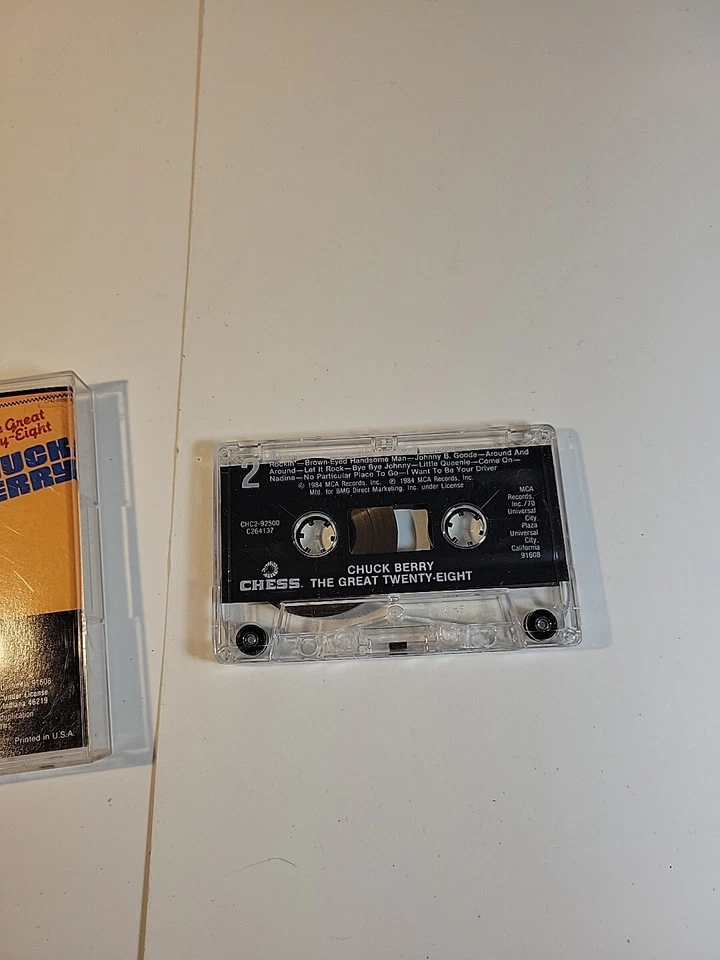 e Great
y-Eight
UCK
ERRY
91608
under License
Indiana 46219
duplication
Printed in U.S.A.
2
Rockin'—Brown-Eyed Handsome Man—Johnny B. Goode—Around And
Around—Let It Rock—Bye Bye Johnny—Little Queenie—Come On—
Nadine—No Particular Place To Go—I Want To Be Your Driver
© 1984 MCA Records, Inc. ℗ 1984 MCA Records, Inc.
Mfd. for BMG Direct Marketing, Inc. under License
CHC2-92500
C264137
MCA
Records,
Inc./70
Universal
City
Plaza
Universal
City,
California
91608
CHESS.
CHUCK BERRY
THE GREAT TWENTY-EIGHT